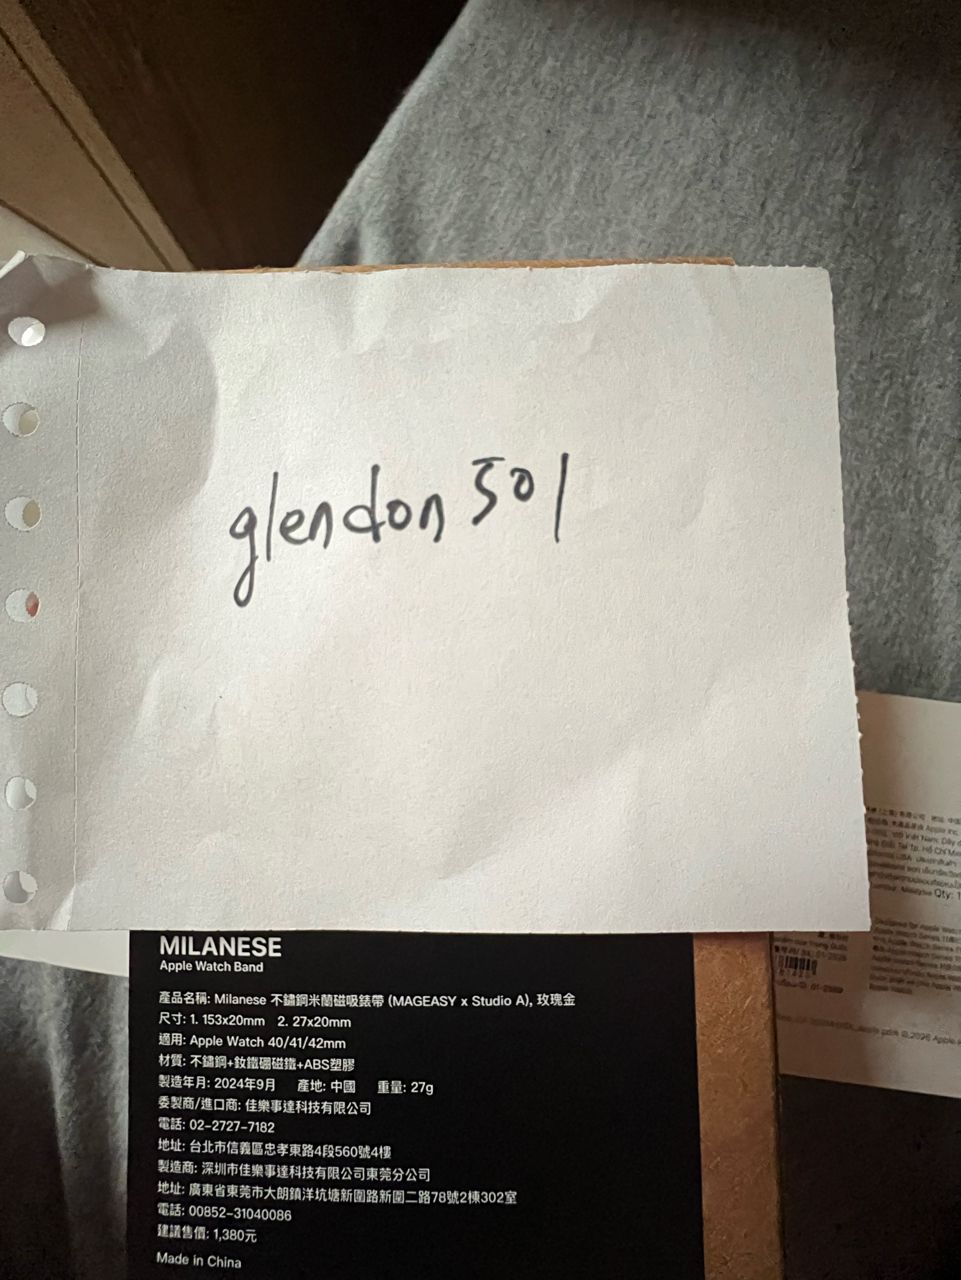 glendon501
MILANESE
Apple Watch Band
產品名稱: Milanese 不鏽鋼米蘭磁吸錶帶 (MAGEASY x Studio A), 玫瑰金
尺寸: 1. 153x20mm 2. 27x20mm
適用: Apple Watch 40/41/42mm
材質: 不鏽鋼+釹鐵硼磁鐵+ABS塑膠
製造年月: 2024年9月 產地: 中國 重量: 27g
委製商/進口商: 佳樂事達科技有限公司
電話: 02-2727-7182
地址: 台北市信義區忠孝東路4段560號4樓
製造商: 深圳市佳樂事達科技有限公司東莞分公司
地址: 廣東省東莞市大朗鎮洋坑塘新圍路新圍二路78號2棟302室
電話: 00852-31040086
建議售價: 1,380元
Made in China
Qty: 1